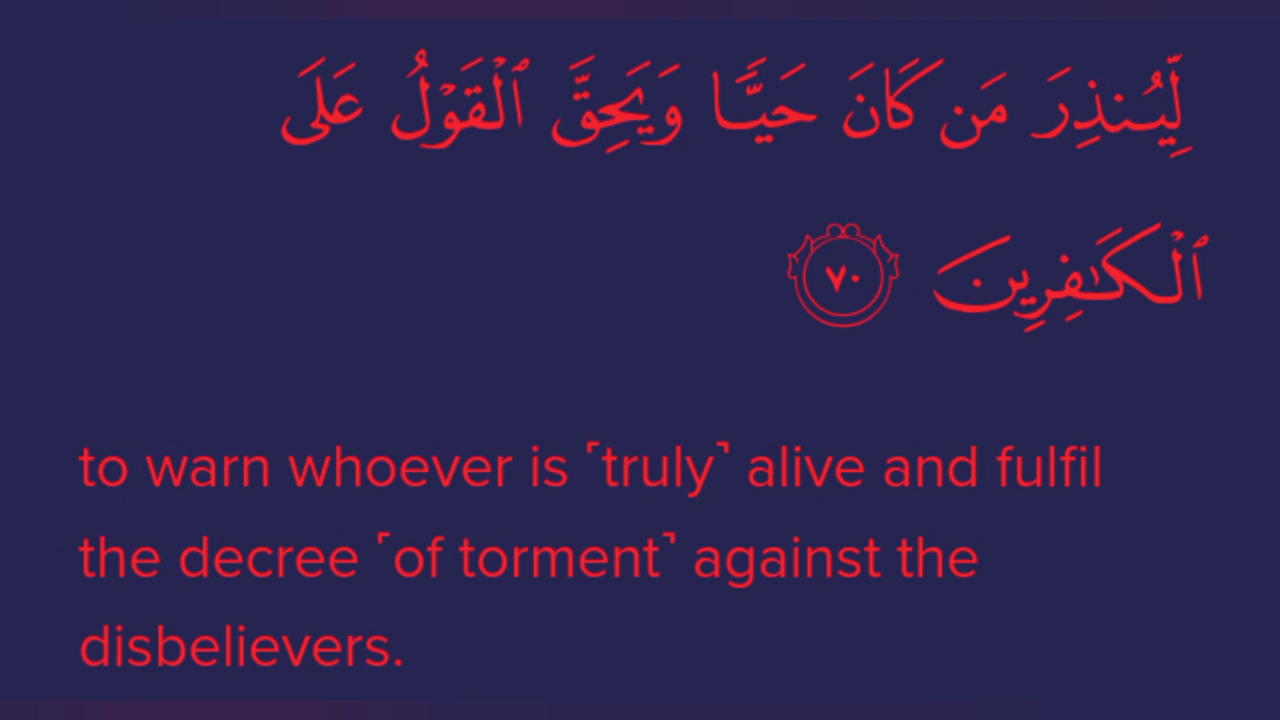 لِّيُنذِرَ مَن كَانَ حَيًّا وَيَحِقَّ ٱلْقَوْلُ عَلَى
ٱلْكَـٰفِرِينَ ٧٠
to warn whoever is ˹truly˺ alive and fulfil
the decree ˹of torment˺ against the
disbelievers.